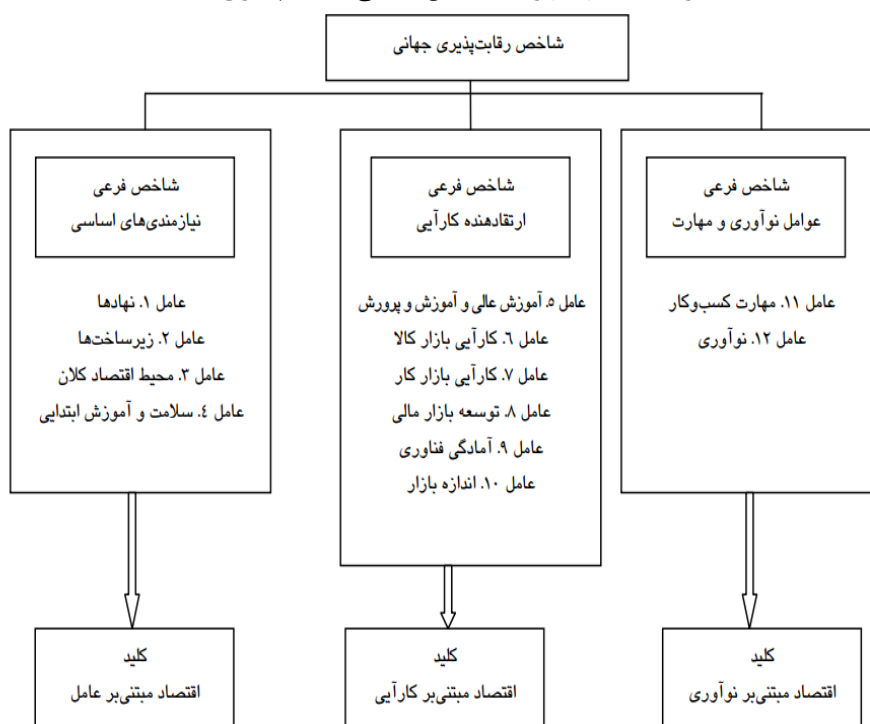 شاخص رقابت‌پذیری جهانی
شاخص فرعی
عوامل نوآوری و مهارت
عامل ۱۱. مهارت کسب‌وکار
عامل ۱۲. نوآوری
کلید
اقتصاد مبتنی‌بر نوآوری
شاخص فرعی
ارتقادهنده کارآیی
عامل ۵. آموزش عالی و آموزش و پرورش
عامل ۶. کارآیی بازار کالا
عامل ۷. کارآیی بازار کار
عامل ۸. توسعه بازار مالی
عامل ۹. آمادگی فناوری
عامل ۱۰. اندازه بازار
کلید
اقتصاد مبتنی‌بر کارآیی
شاخص فرعی
نیازمندی‌های اساسی
عامل ۱. نهادها
عامل ۲. زیرساخت‌ها
عامل ۳. محیط اقتصاد کلان
عامل ٤. سلامت و آموزش ابتدایی
کلید
اقتصاد مبتنی‌بر عامل